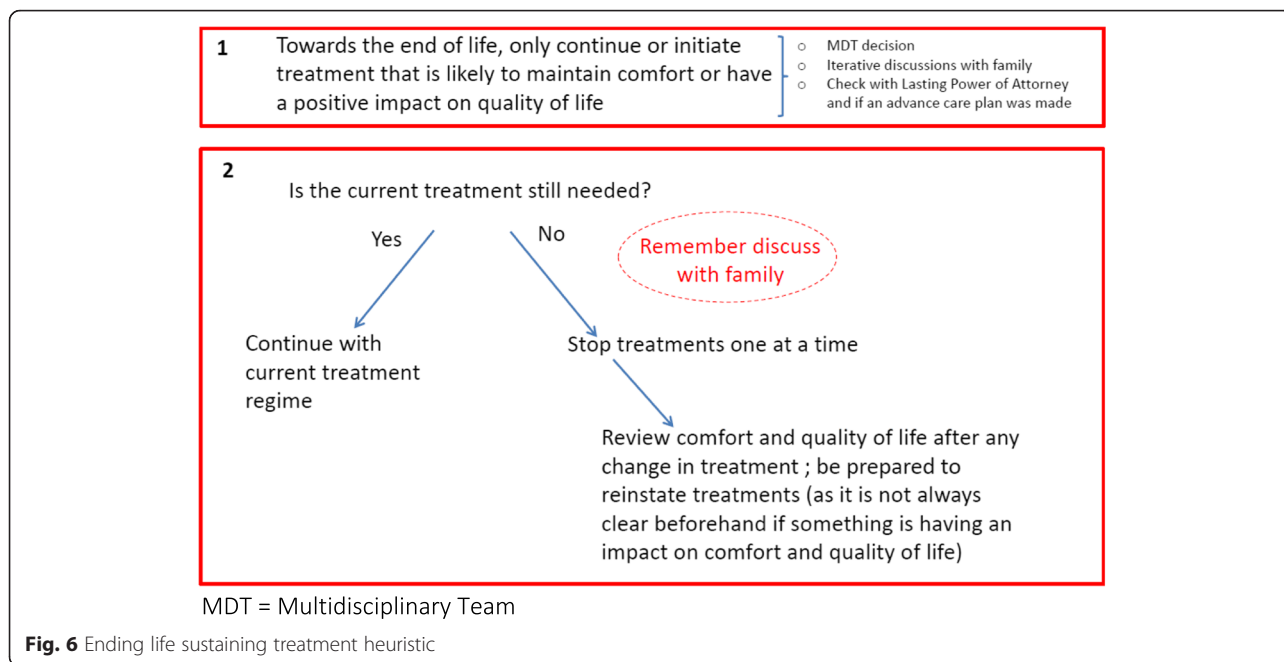 1
Towards the end of life, only continue or initiate
treatment that is likely to maintain comfort or have
a positive impact on quality of life
o MDT decision
o Iterative discussions with family
o Check with Lasting Power of Attorney
and if an advance care plan was made
2
Is the current treatment still needed?
Yes
No
Remember discuss
with family
Continue with
current treatment
regime
Stop treatments one at a time
Review comfort and quality of life after any
change in treatment ; be prepared to
reinstate treatments (as it is not always
clear beforehand if something is having an
impact on comfort and quality of life)
MDT = Multidisciplinary Team
Fig. 6 Ending life sustaining treatment heuristic